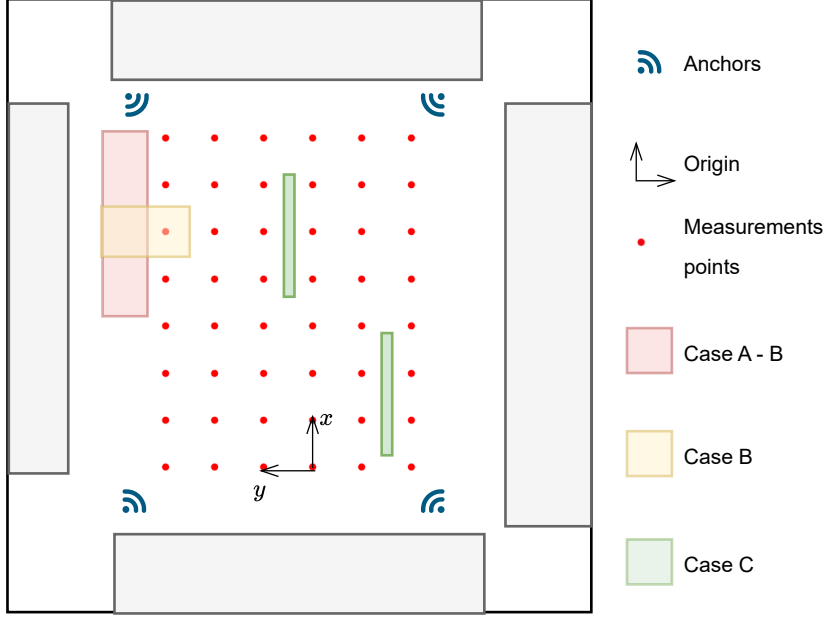 Anchors
Origin
Measurements
points
Case A - B
x
y
Case B
Case C